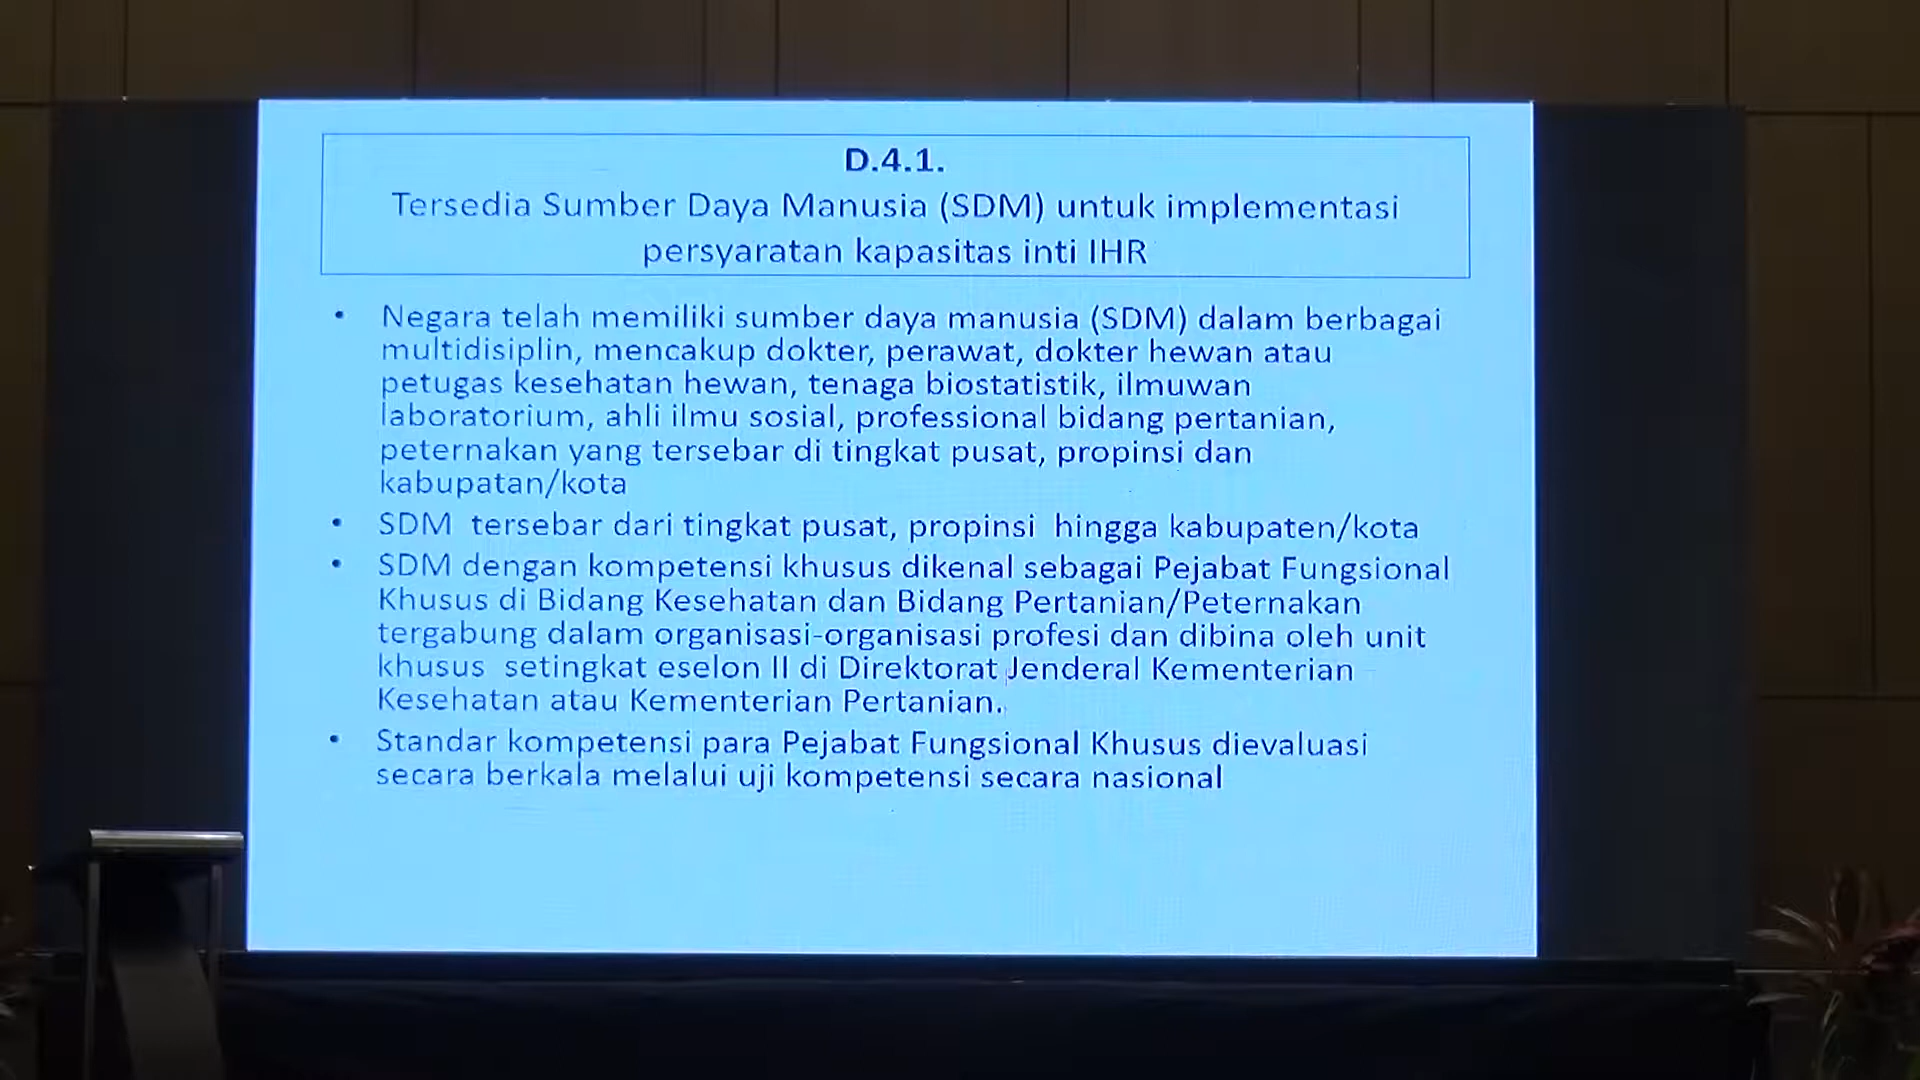 D.4.1.
Tersedia Sumber Daya Manusia (SDM) untuk implementasi
persyaratan kapasitas inti IHR
• Negara telah memiliki sumber daya manusia (SDM) dalam berbagai
multidisiplin, mencakup dokter, perawat, dokter hewan atau
petugas kesehatan hewan, tenaga biostatistik, ilmuwan
laboratorium, ahli ilmu sosial, professional bidang pertanian,
peternakan yang tersebar di tingkat pusat, propinsi dan
kabupatan/kota
• SDM tersebar dari tingkat pusat, propinsi hingga kabupaten/kota
• SDM dengan kompetensi khusus dikenal sebagai Pejabat Fungsional
Khusus di Bidang Kesehatan dan Bidang Pertanian/Peternakan
tergabung dalam organisasi-organisasi profesi dan dibina oleh unit
khusus setingkat eselon II di Direktorat Jenderal Kementerian
Kesehatan atau Kementerian Pertanian.
• Standar kompetensi para Pejabat Fungsional Khusus dievaluasi
secara berkala melalui uji kompetensi secara nasional